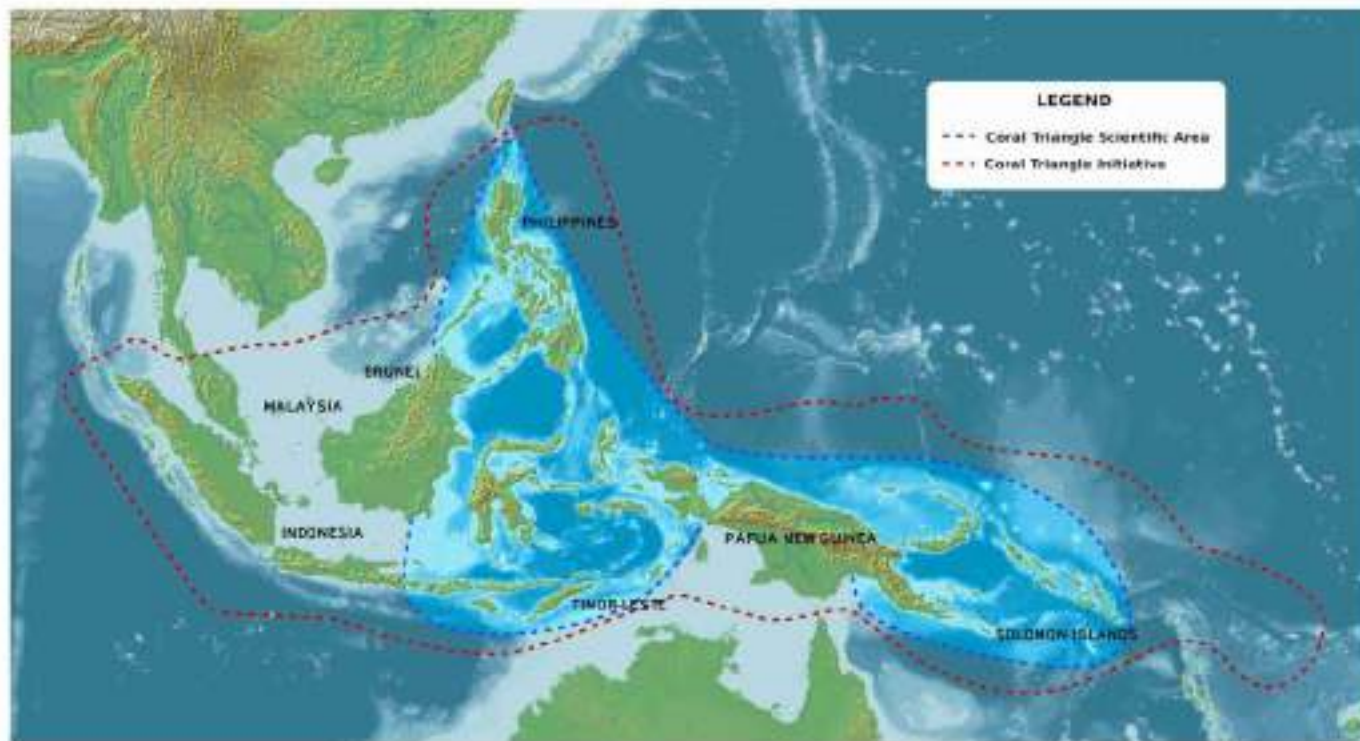 LEGEND
Coral Triangle Scientific Area
Coral Triangle Initiative
PHILIPPINES
BRUNEI
MALAYSIA
INDONESIA
PAPUA NEW GUINEA
TIMOR-LESTE
SOLOMON ISLANDS